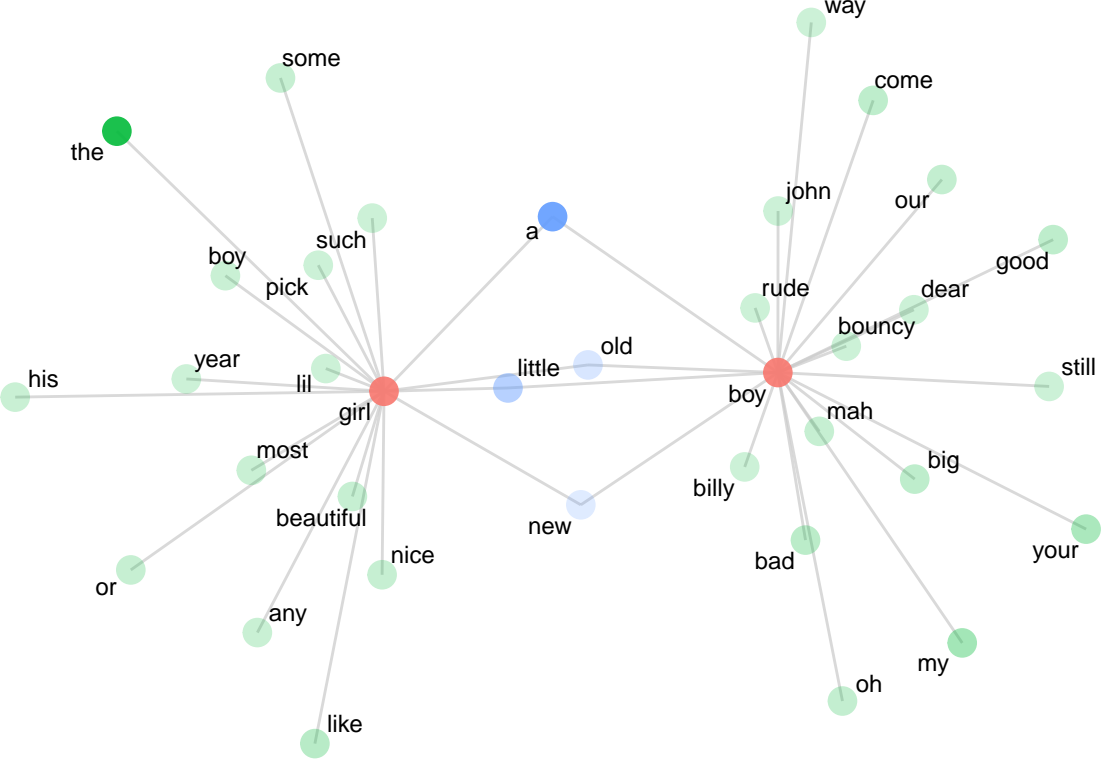 way
some
come
the
john
our
a
such
boy
good
pick
rude
dear
bouncy
old
year
little
still
his
lil
boy
girl
mah
most
big
billy
beautiful
new
nice
your
bad
or
any
my
oh
like